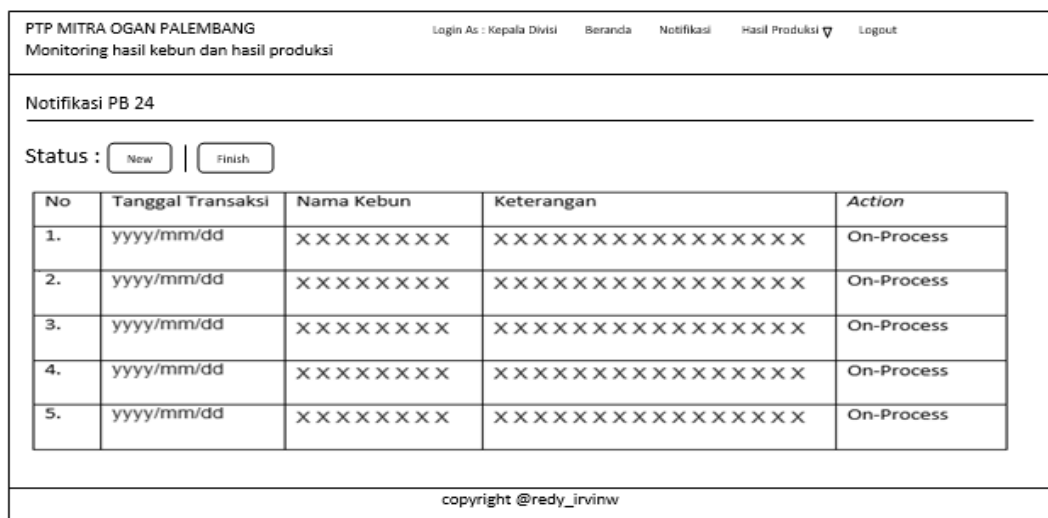 PTP MITRA OGAN PALEMBANG
Monitoring hasil kebun dan hasil produksi
Login As : Kepala Divisi Beranda Notifikasi Hasil Produksi Logout
Notifikasi PB 24
Status : New | Finish
No Tanggal Transaksi Nama Kebun Keterangan Action
1. yyyy/mm/dd XXXXXXXX XXXXXXXXXXXXXXXX On-Process
2. yyyy/mm/dd XXXXXXXX XXXXXXXXXXXXXXXX On-Process
3. yyyy/mm/dd XXXXXXXX XXXXXXXXXXXXXXXX On-Process
4. yyyy/mm/dd XXXXXXXX XXXXXXXXXXXXXXXX On-Process
5. yyyy/mm/dd XXXXXXXX XXXXXXXXXXXXXXXX On-Process
copyright @redy_irvinw